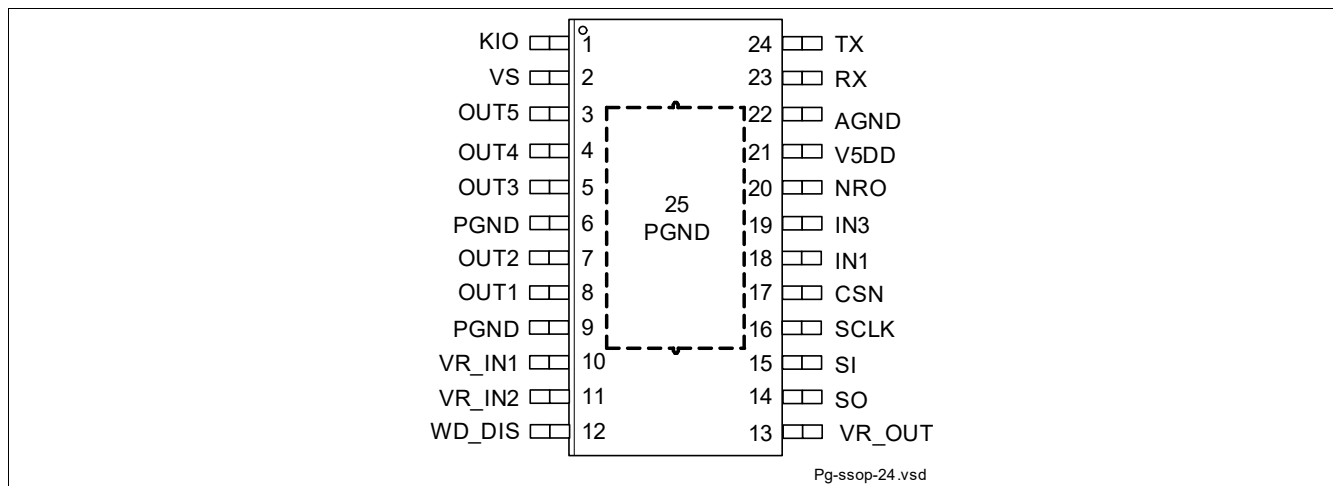 KIO 1 24 TX
VS 2 23 RX
OUT5 3 22 AGND
OUT4 4 21 V5DD
OUT3 5 20 NRO
25
PGND
PGND 6 19 IN3
OUT2 7 18 IN1
OUT1 8 17 CSN
PGND 9 16 SCLK
VR_IN1 10 15 SI
VR_IN2 11 14 SO
WD_DIS 12 13 VR_OUT
Pg-ssop-24.vsd